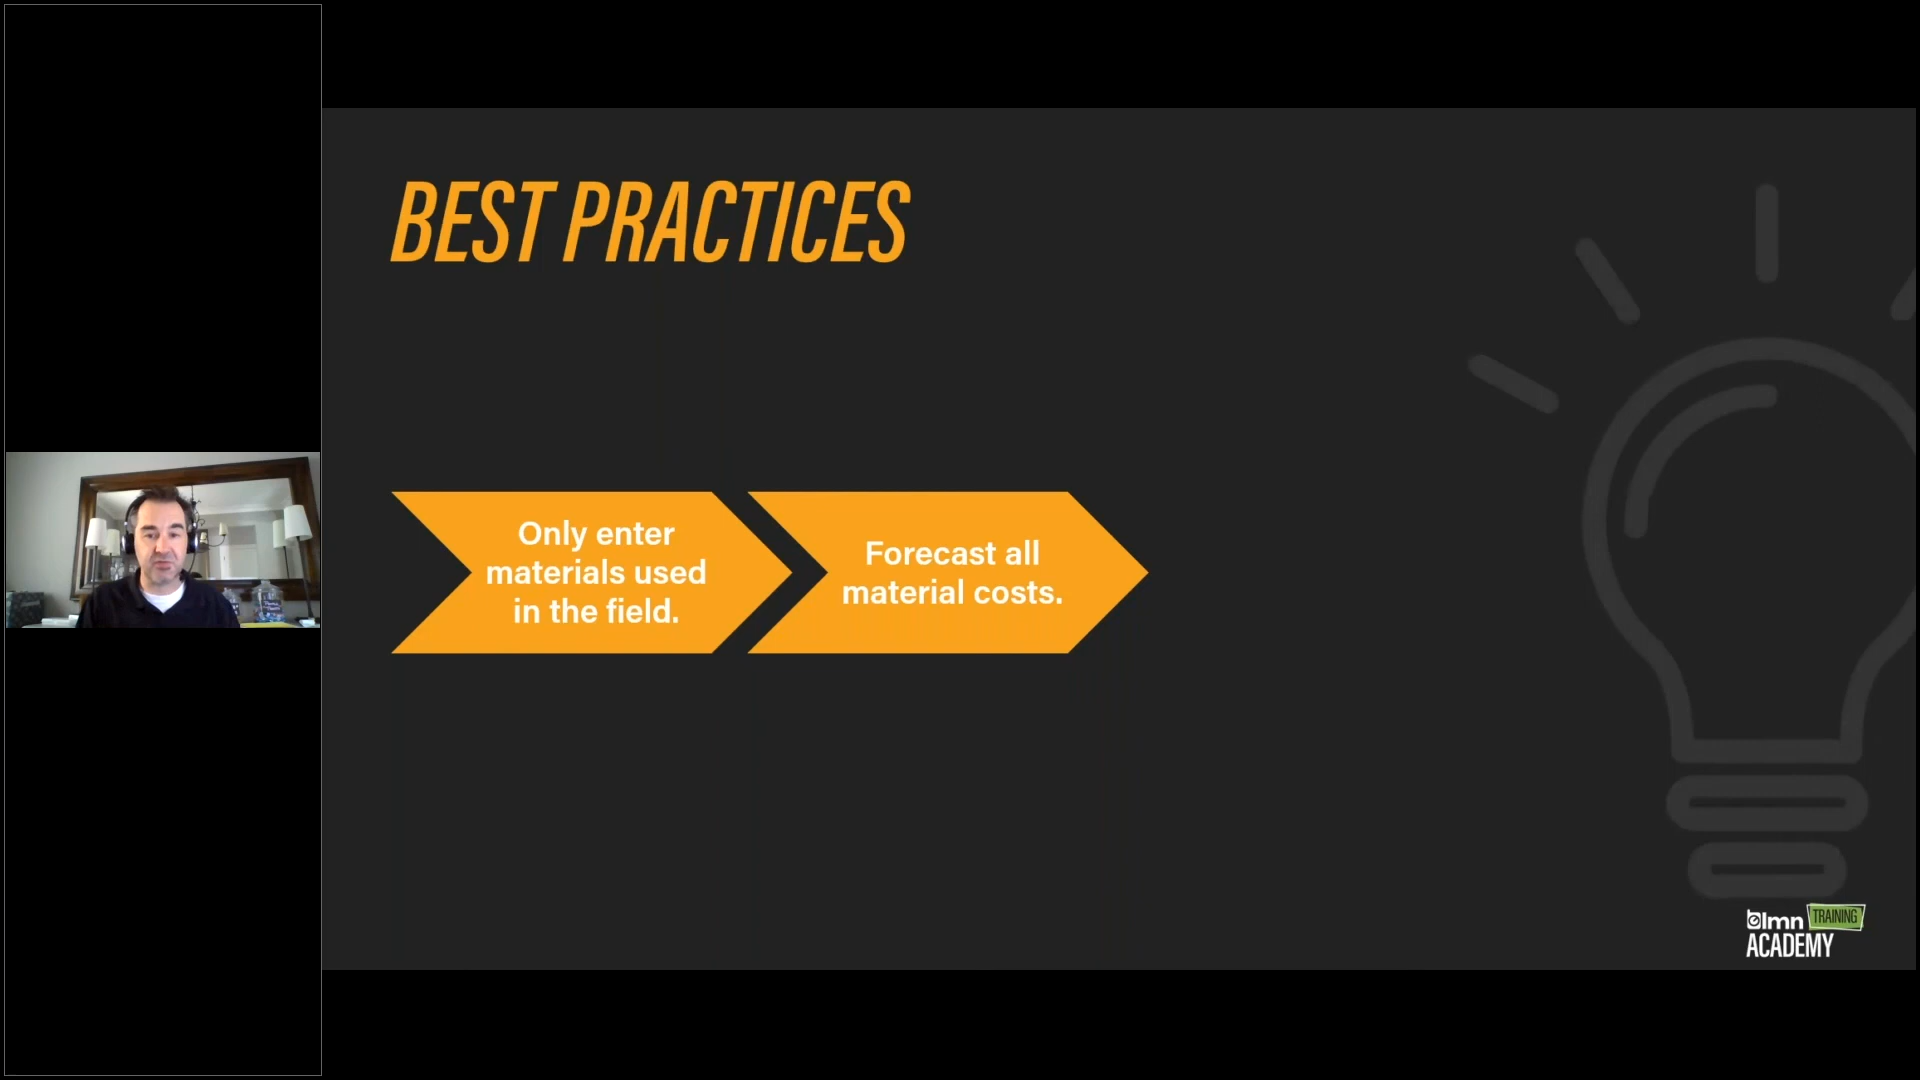 BEST PRACTICES
Only enter
materials used
in the field.
Forecast all
material costs.
lmn TRAINING
ACADEMY